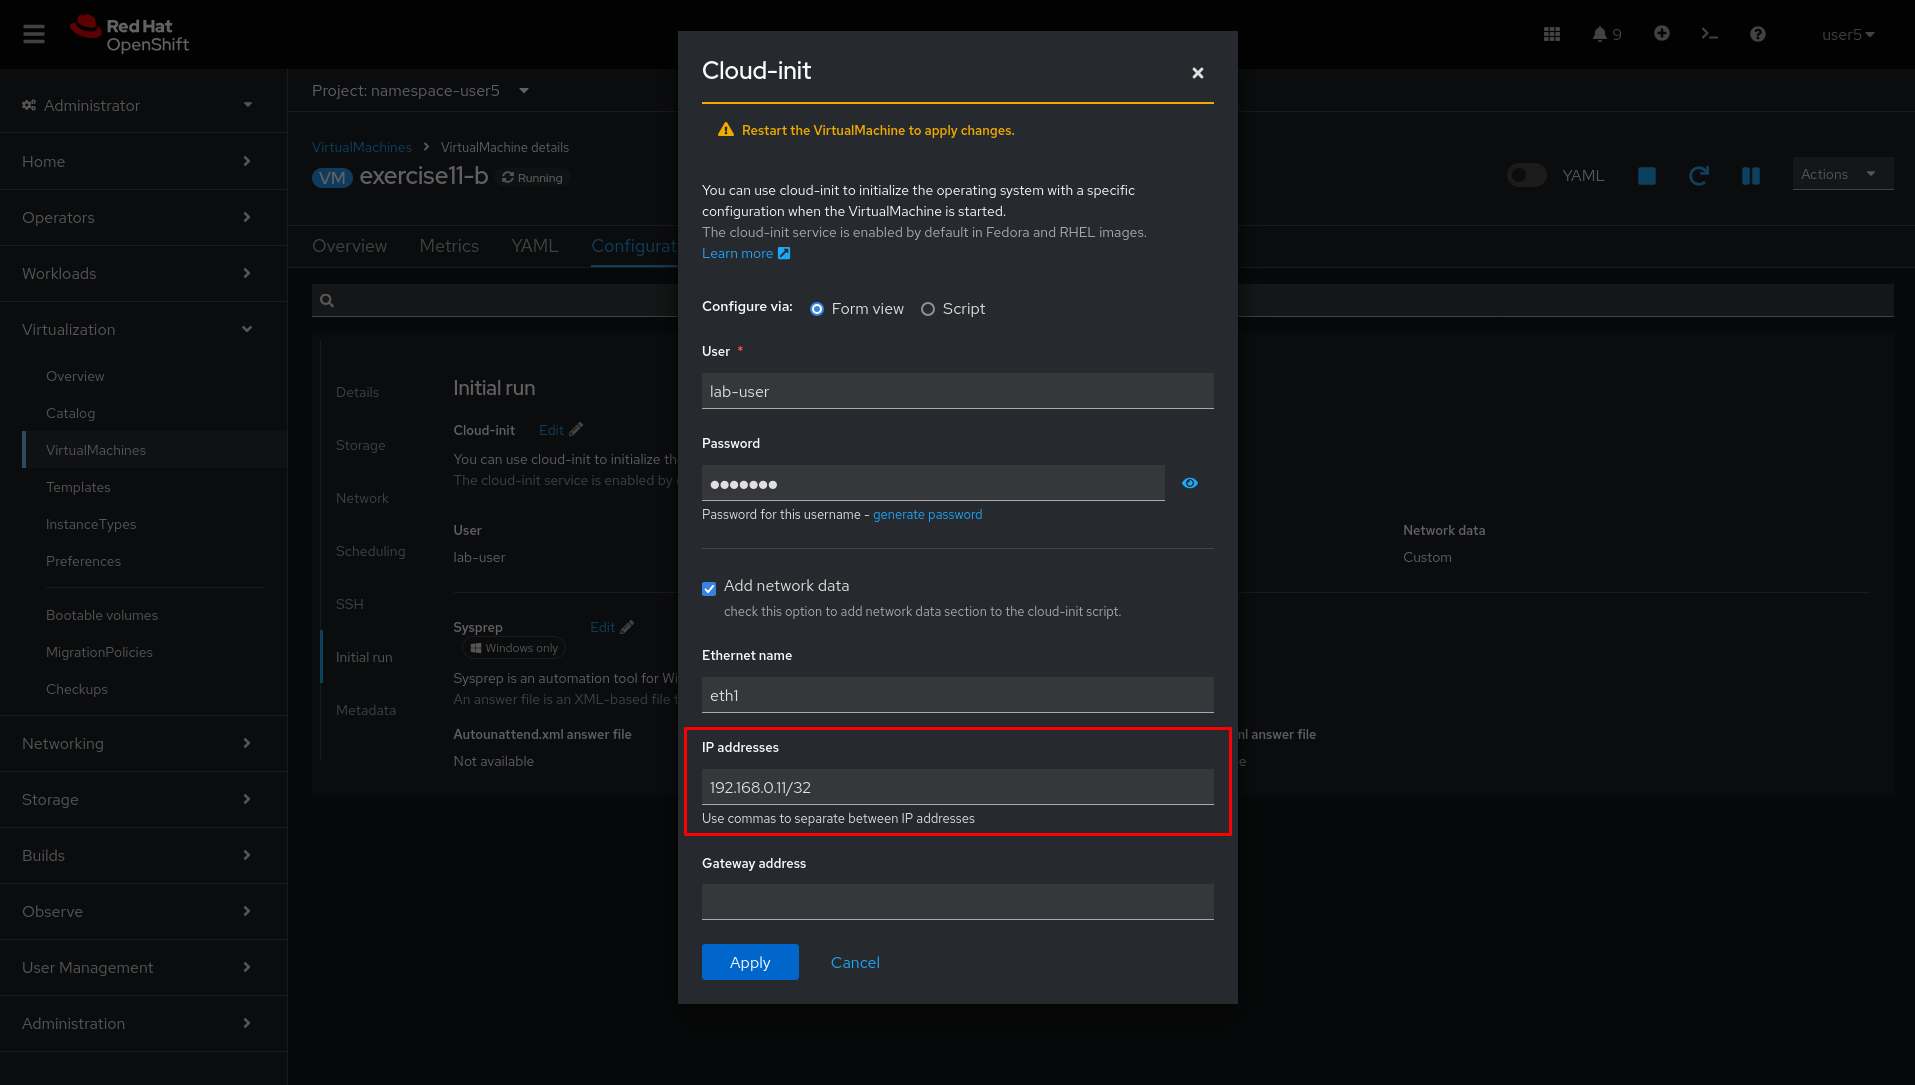 Red Hat
OpenShift
9
user5
Administrator
Home
Operators
Workloads
Virtualization
Overview
Catalog
VirtualMachines
Templates
InstanceTypes
Preferences
Bootable volumes
MigrationPolicies
Checkups
Networking
Storage
Builds
Observe
User Management
Administration
Project: namespace-user5
VirtualMachines > VirtualMachine details
VM exercise11-b Running
YAML
Actions
Overview Metrics YAML Configurat
Details
Storage
Network
Scheduling
SSH
Initial run
Metadata
Initial run
Cloud-init Edit
You can use cloud-init to initialize th
The cloud-init service is enabled by
User
lab-user
Network data
Custom
Sysprep Edit
Windows only
Sysprep is an automation tool for Wi
An answer file is an XML-based file
Autounattend.xml answer file
Not available
ml answer file
e
Cloud-init
Restart the VirtualMachine to apply changes.
You can use cloud-init to initialize the operating system with a specific
configuration when the VirtualMachine is started.
The cloud-init service is enabled by default in Fedora and RHEL images.
Learn more
Configure via: Form view Script
User *
lab-user
Password
●●●●●●●
Password for this username - generate password
Add network data
check this option to add network data section to the cloud-init script.
Ethernet name
eth1
IP addresses
192.168.0.11/32
Use commas to separate between IP addresses
Gateway address
Apply Cancel